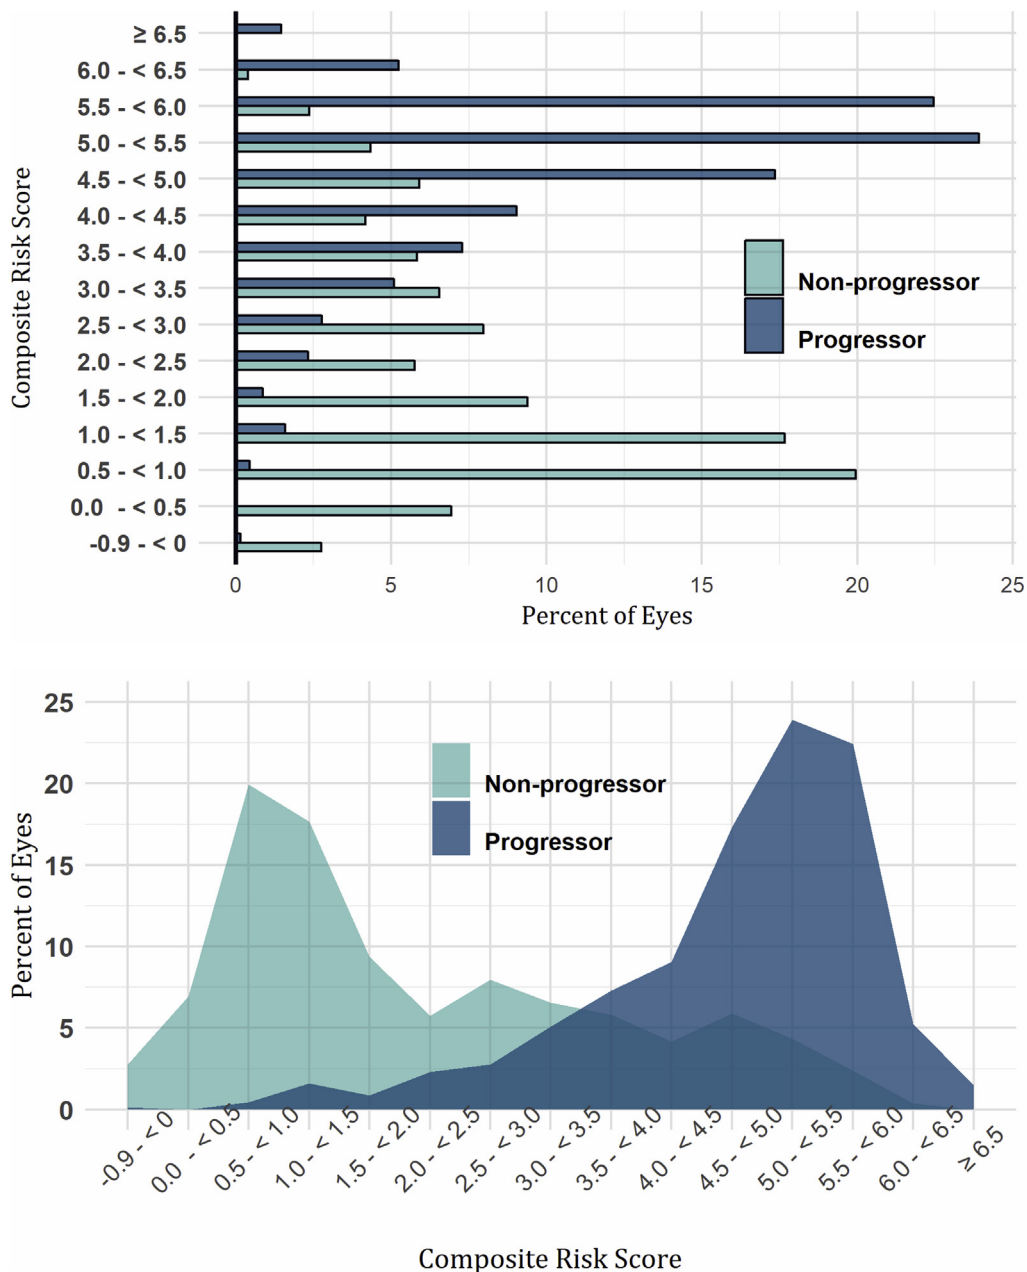 ≥ 6.5
6.0 - < 6.5
5.5 - < 6.0
5.0 - < 5.5
4.5 - < 5.0
4.0 - < 4.5
3.5 - < 4.0
3.0 - < 3.5
2.5 - < 3.0
2.0 - < 2.5
1.5 - < 2.0
1.0 - < 1.5
0.5 - < 1.0
0.0 - < 0.5
-0.9 - < 0
Composite Risk Score
Non-progressor
Progressor
0 5 10 15 20 25
Percent of Eyes
25
20
15
10
5
0
Percent of Eyes
Non-progressor
Progressor
-0.9 - < 0
0.0 - < 0.5
0.5 - < 1.0
1.0 - < 1.5
1.5 - < 2.0
2.0 - < 2.5
2.5 - < 3.0
3.0 - < 3.5
3.5 - < 4.0
4.0 - < 4.5
4.5 - < 5.0
5.0 - < 5.5
5.5 - < 6.0
6.0 - < 6.5
≥ 6.5
Composite Risk Score